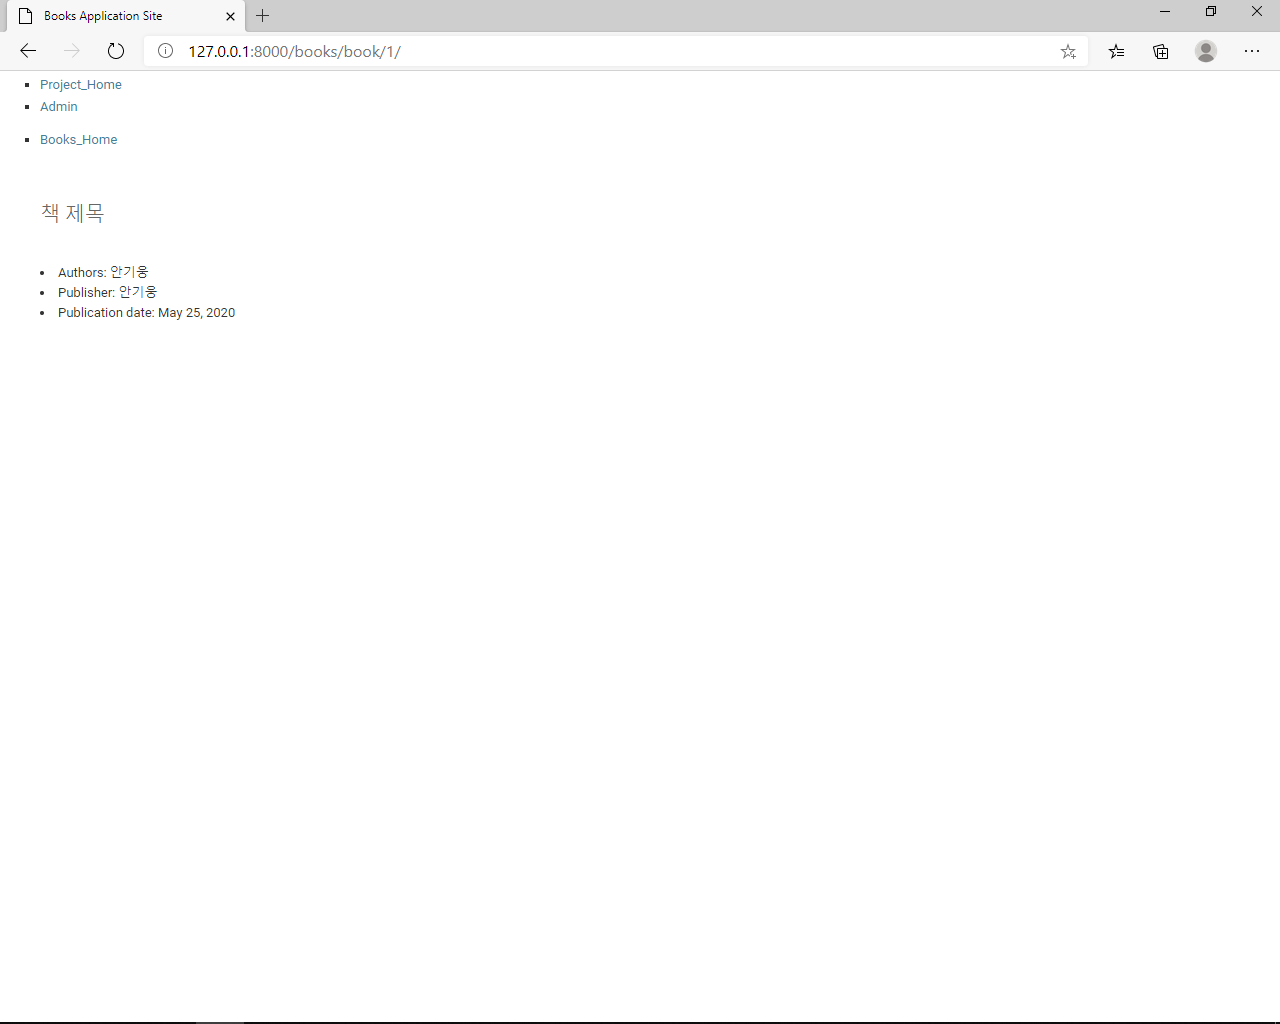 Books Application Site
127.0.0.1:8000/books/book/1/
Project_Home
Admin
Books_Home
책 제목
Authors: 안기웅
Publisher: 안기웅
Publication date: May 25, 2020